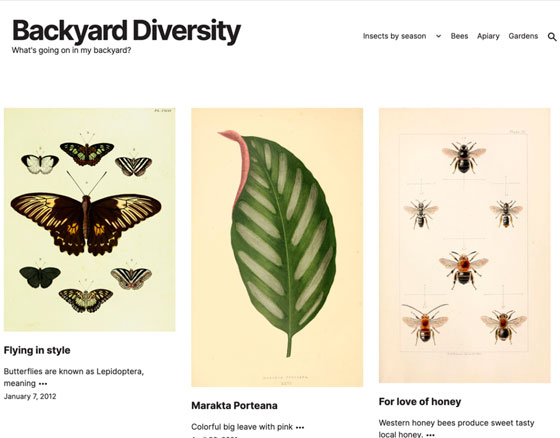 Backyard Diversity
What's going on in my backyard?
Insects by season
Bees
Apiary
Gardens
Flying in style
Butterflies are known as Lepidoptera,
meaning •••
January 7, 2012
Marakta Porteana
Colorful big leave with pink •••
For love of honey
Western honey bees produce sweet tasty
local honey. •••